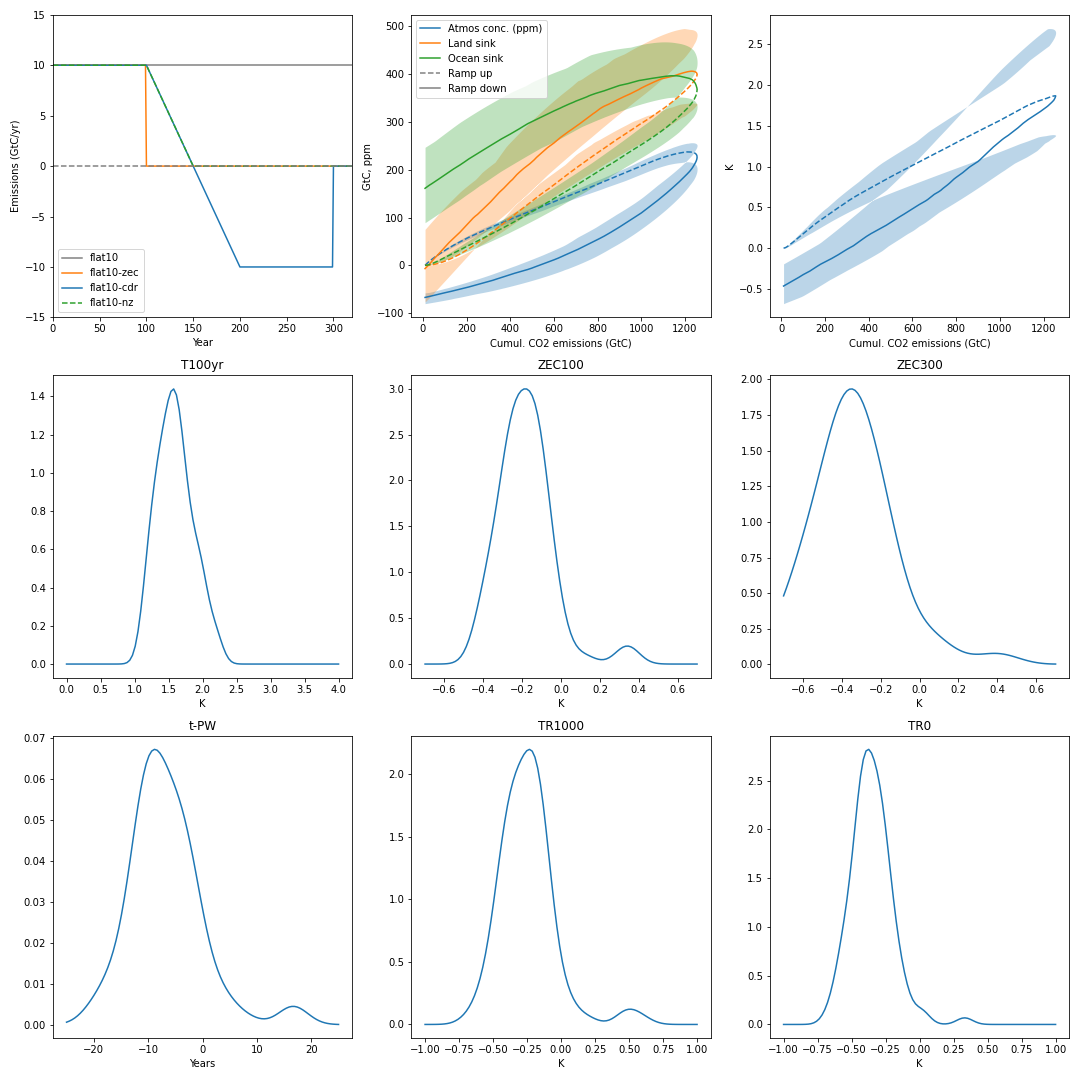 15
10
5
0
−5
−10
−15
0 50 100 150 200 250 300
Year
Emissions (GtC/yr)
flat10
flat10-zec
flat10-cdr
flat10-nz
500
400
300
200
100
0
−100
0 200 400 600 800 1000 1200
Cumul. CO2 emissions (GtC)
GtC, ppm
Atmos conc. (ppm)
Land sink
Ocean sink
Ramp up
Ramp down
2.5
2.0
1.5
1.0
0.5
0.0
−0.5
0 200 400 600 800 1000 1200
Cumul. CO2 emissions (GtC)
K
T100yr
1.4
1.2
1.0
0.8
0.6
0.4
0.2
0.0
0.0 0.5 1.0 1.5 2.0 2.5 3.0 3.5 4.0
K
ZEC100
3.0
2.5
2.0
1.5
1.0
0.5
0.0
−0.6 −0.4 −0.2 0.0 0.2 0.4 0.6
K
ZEC300
2.00
1.75
1.50
1.25
1.00
0.75
0.50
0.25
0.00
−0.6 −0.4 −0.2 0.0 0.2 0.4 0.6
K
t-PW
0.07
0.06
0.05
0.04
0.03
0.02
0.01
0.00
−20 −10 0 10 20
Years
TR1000
2.0
1.5
1.0
0.5
0.0
−1.00 −0.75 −0.50 −0.25 0.00 0.25 0.50 0.75 1.00
K
TR0
2.5
2.0
1.5
1.0
0.5
0.0
−1.00 −0.75 −0.50 −0.25 0.00 0.25 0.50 0.75 1.00
K